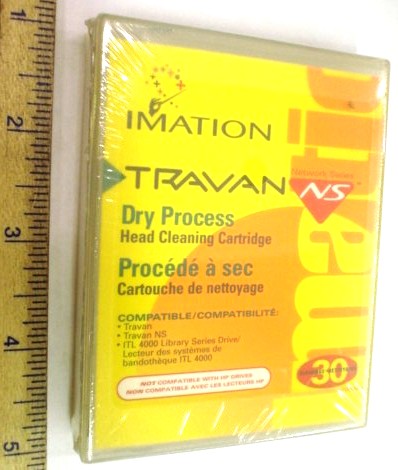 1
2
3
4
5
IMATION
TRAVAN
Network Series
NS
Dry Process
Head Cleaning Cartridge
Procédé à sec
Cartouche de nettoyage
COMPATIBLE/COMPATIBILITÉ:
• Travan
• Travan NS
• ITL 4000 Library Series Drive/
Lecteur des systèmes de
bandothèque ITL 4000
NOT COMPATIBLE WITH HP DRIVES
NON COMPATIBLE AVEC LES LECTEURS HP
30